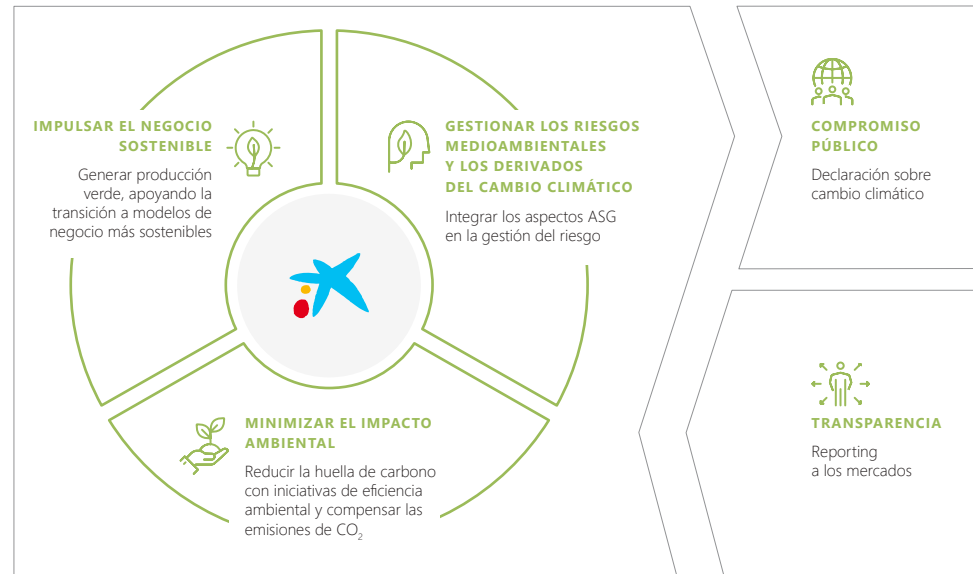 IMPULSAR EL NEGOCIO
SOSTENIBLE
Generar producción
verde, apoyando la
transición a modelos de
negocio más sostenibles
GESTIONAR LOS RIESGOS
MEDIOAMBIENTALES
Y LOS DERIVADOS
DEL CAMBIO CLIMÁTICO
Integrar los aspectos ASG
en la gestión del riesgo
MINIMIZAR EL IMPACTO
AMBIENTAL
Reducir la huella de carbono
con iniciativas de eficiencia
ambiental y compensar las
emisiones de CO₂
COMPROMISO
PÚBLICO
Declaración sobre
cambio climático
TRANSPARENCIA
Reporting
a los mercados